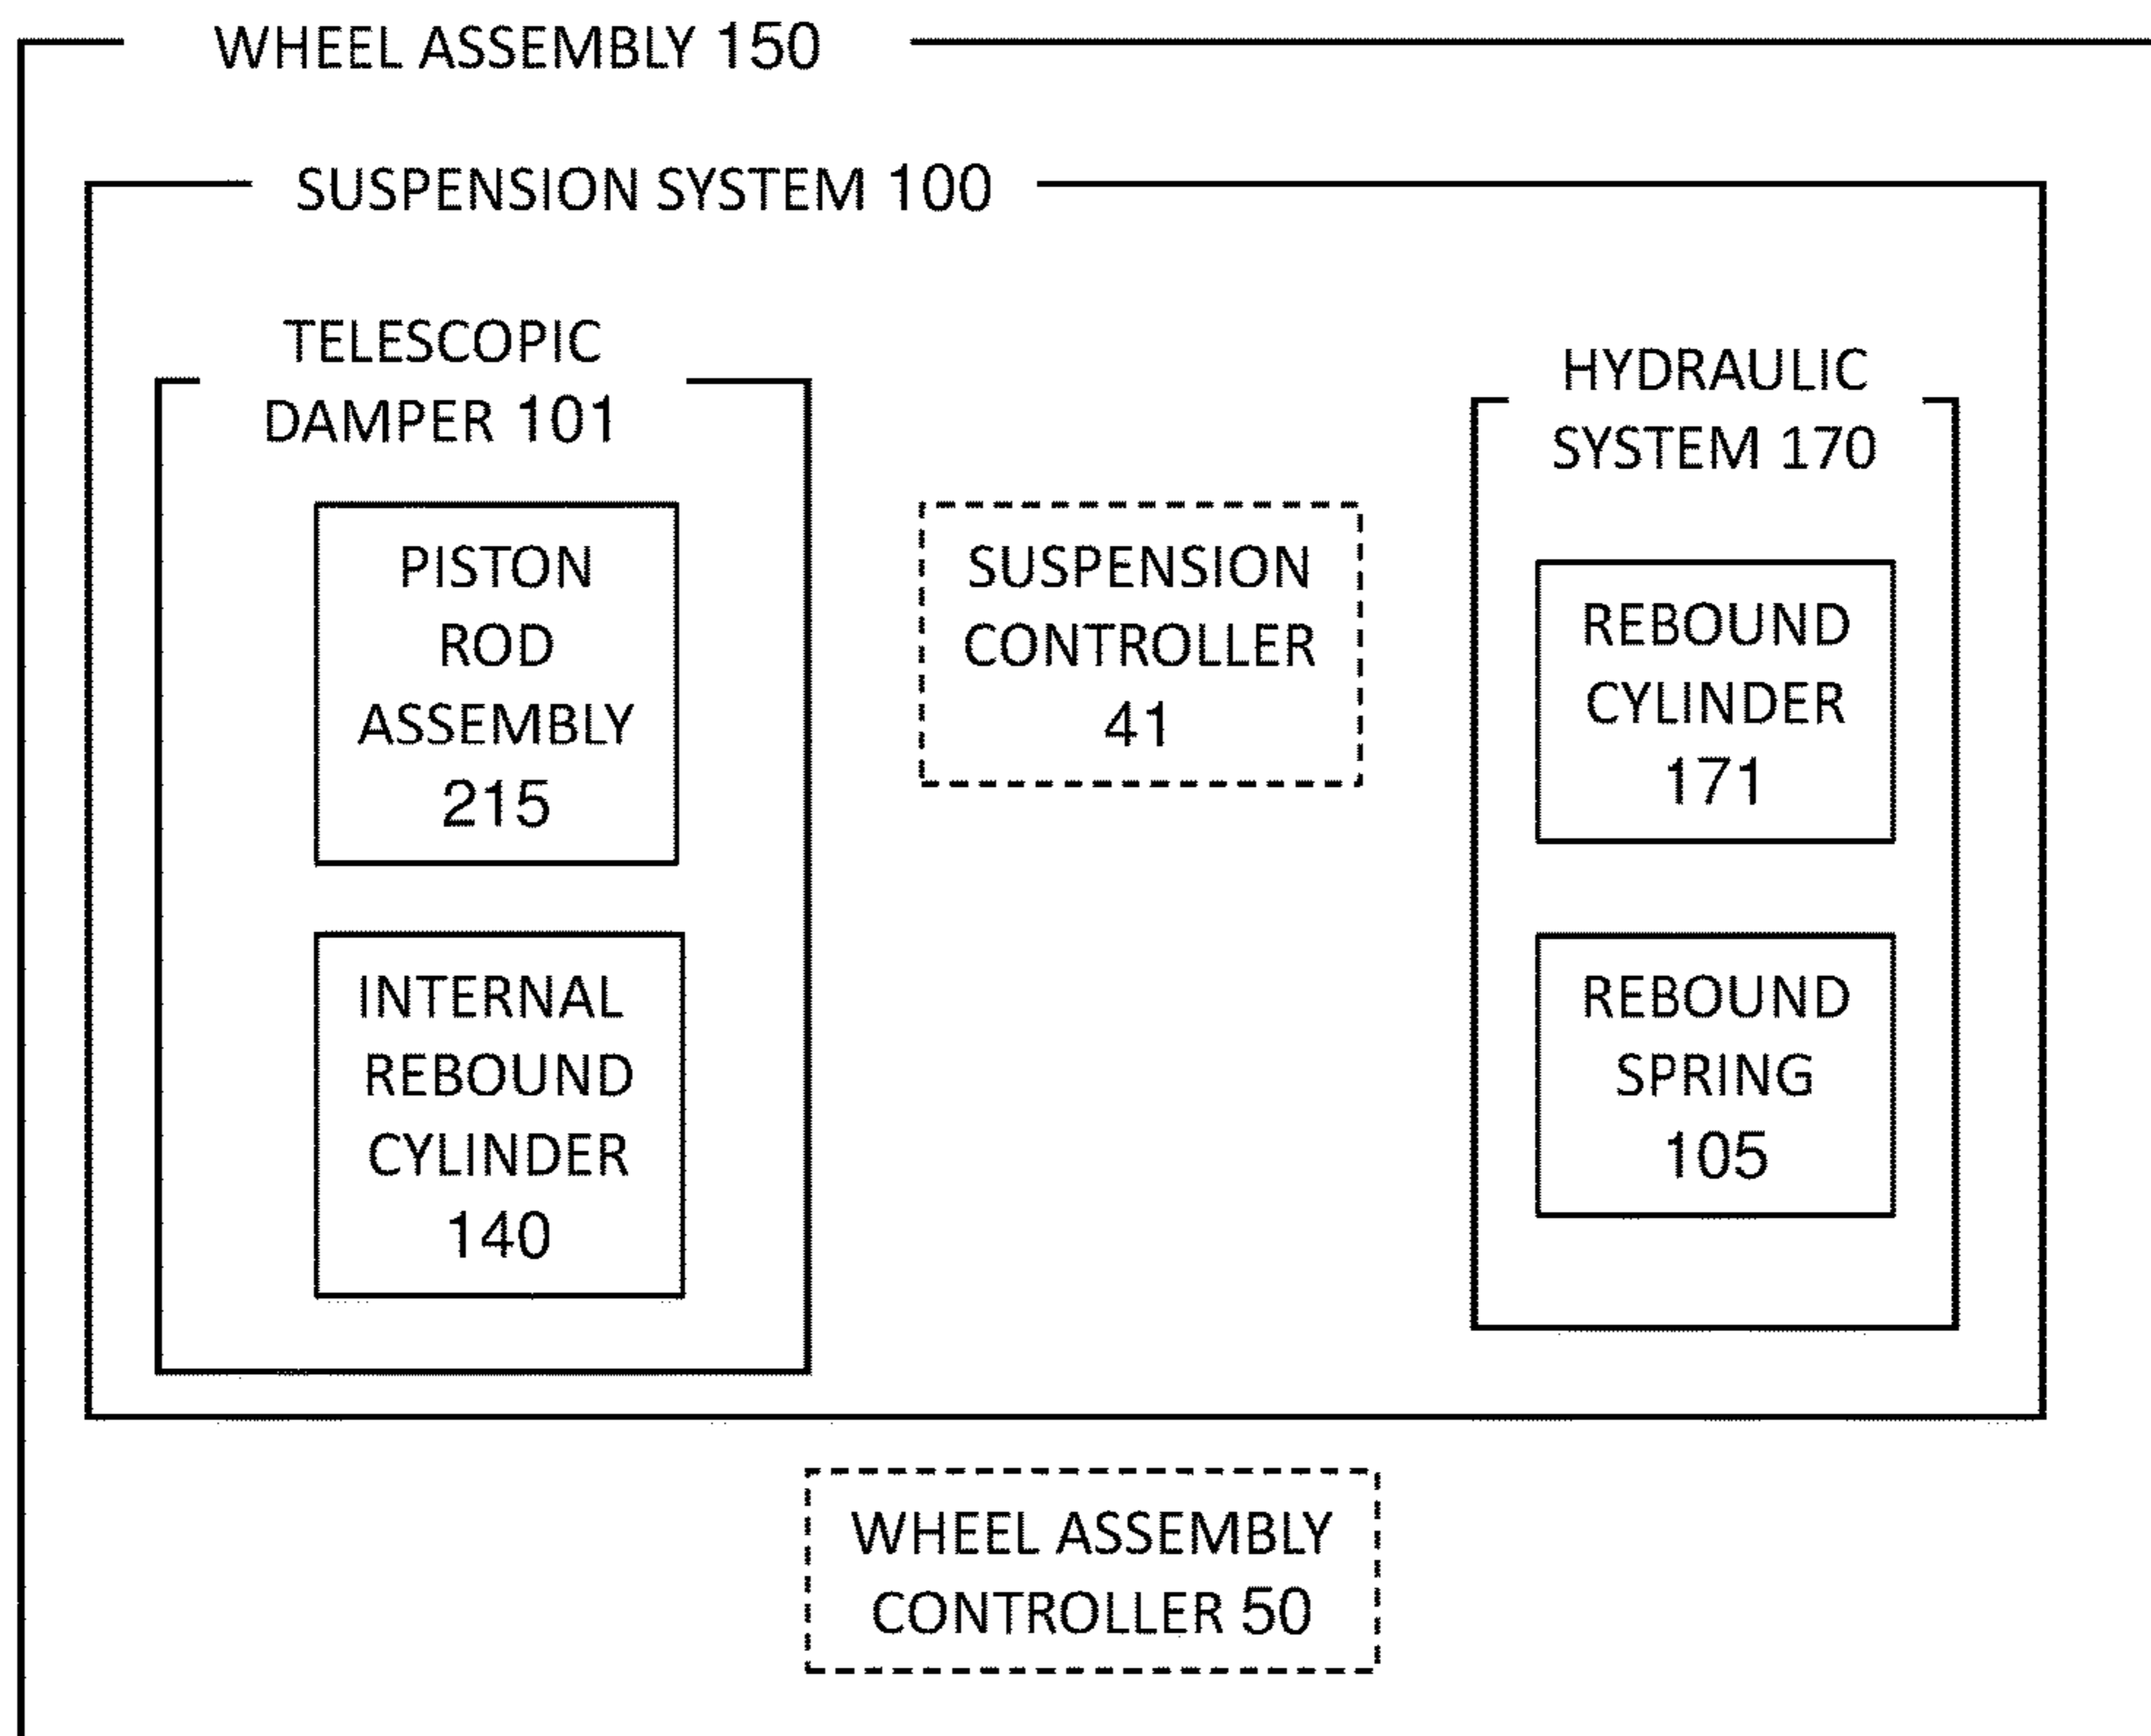 WHEEL ASSEMBLY 150
SUSPENSION SYSTEM 100
TELESCOPIC
DAMPER 101
PISTON
ROD
ASSEMBLY
215
INTERNAL
REBOUND
CYLINDER
140
SUSPENSION
CONTROLLER
41
HYDRAULIC
SYSTEM 170
REBOUND
CYLINDER
171
REBOUND
SPRING
105
WHEEL ASSEMBLY
CONTROLLER 50